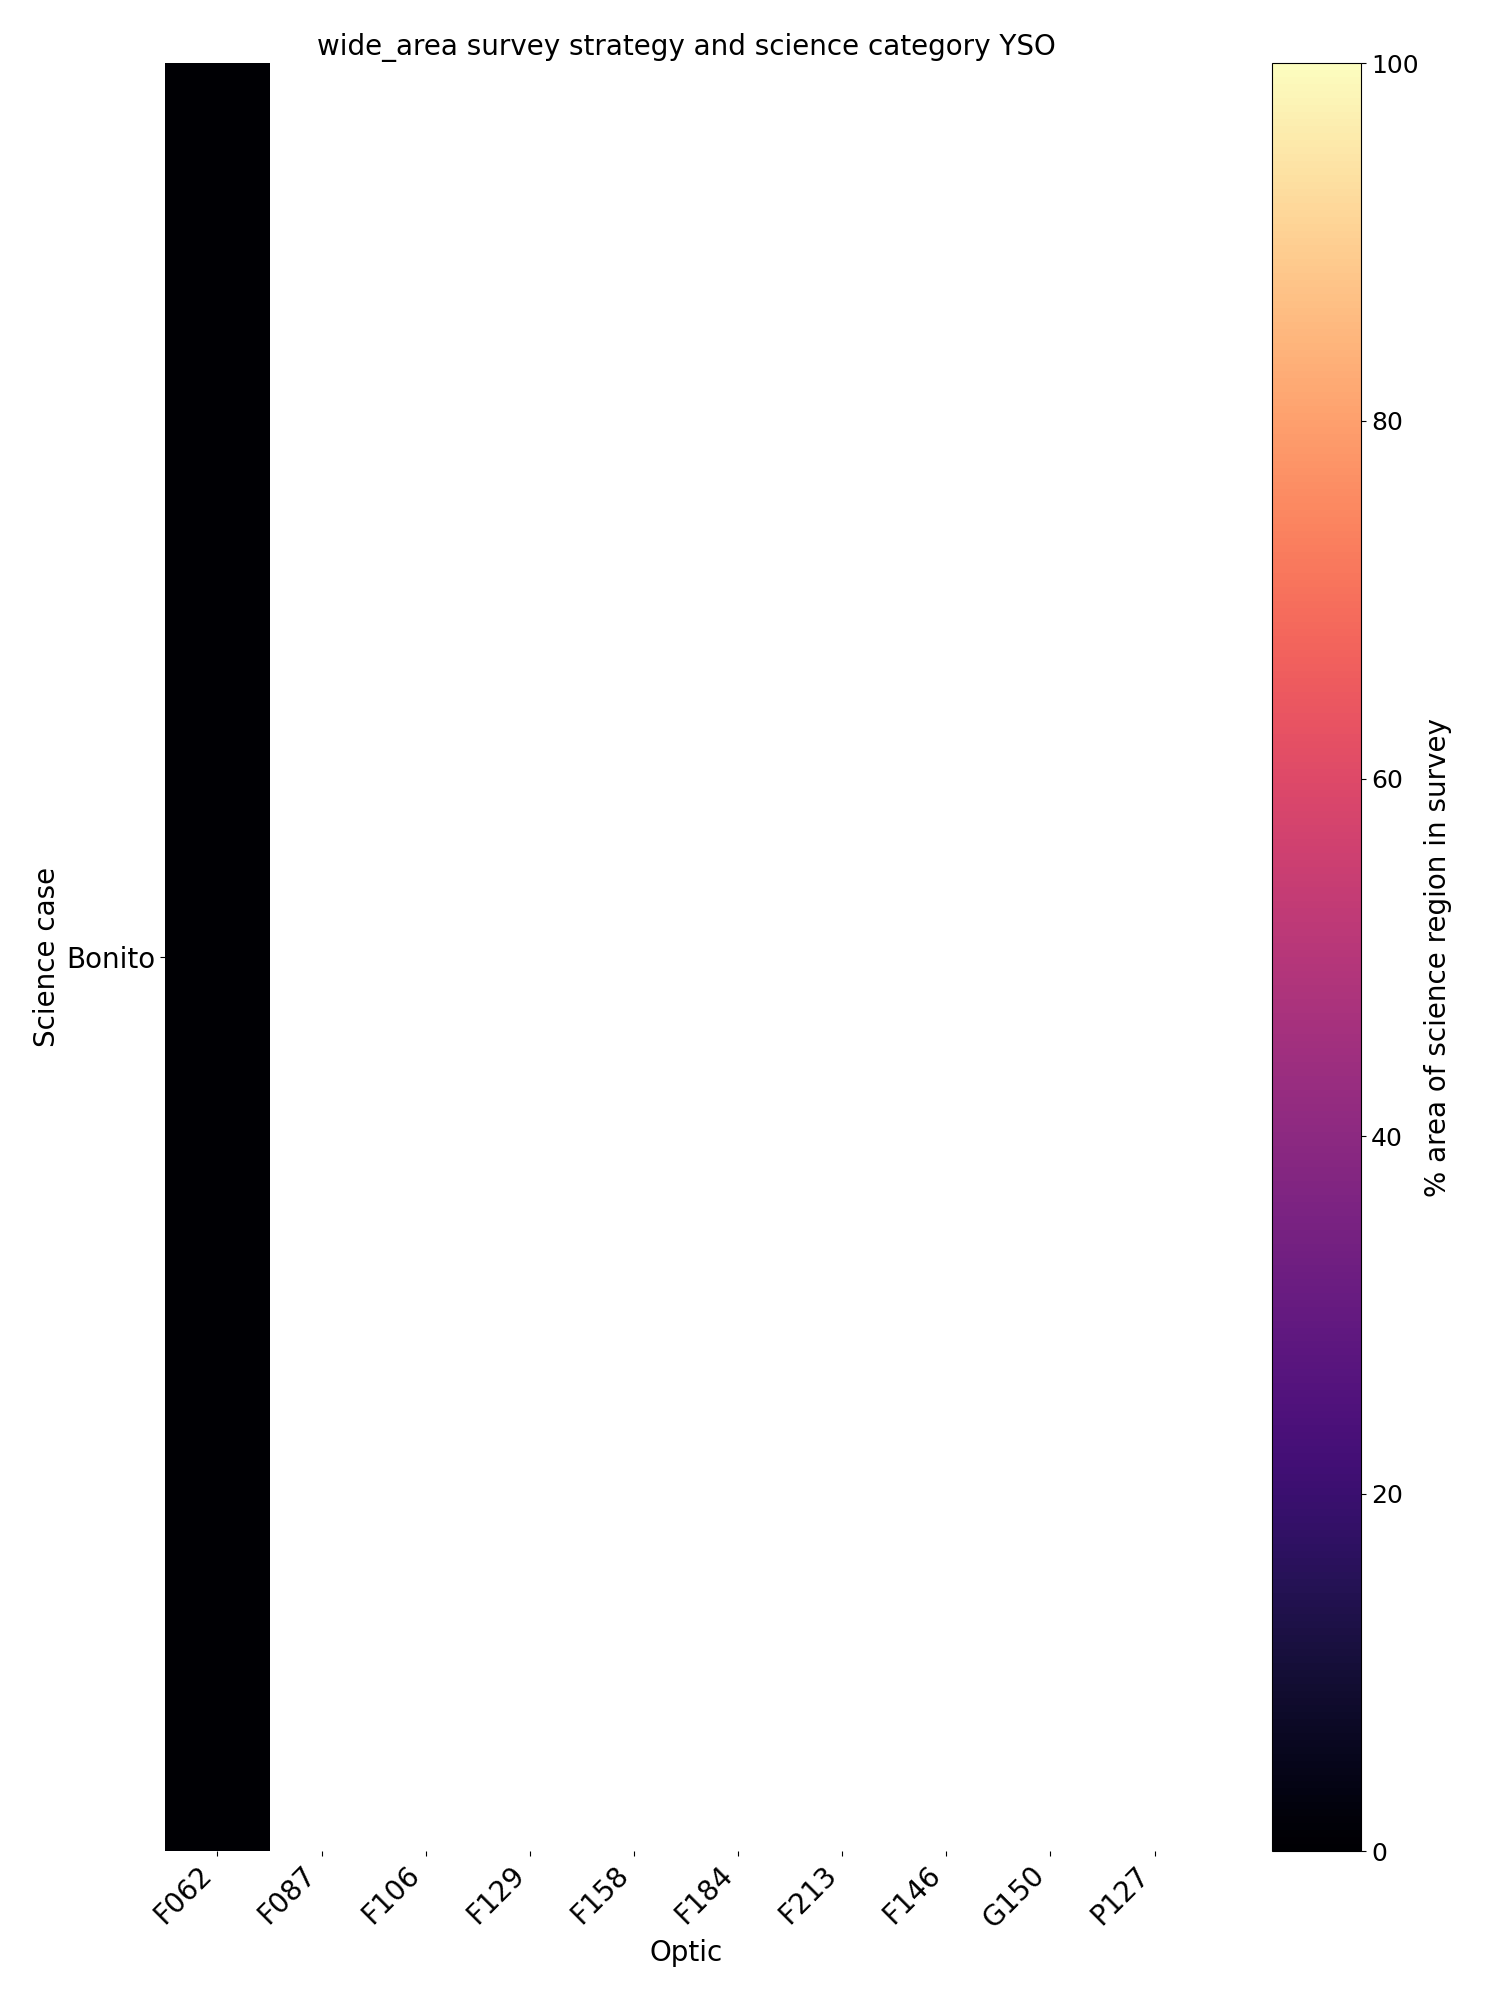 wide_area survey strategy and science category YSO
Science case
Bonito
F062
F087
F106
F129
F158
F184
F213
F146
G150
P127
Optic
100
80
60
40
20
0
% area of science region in survey